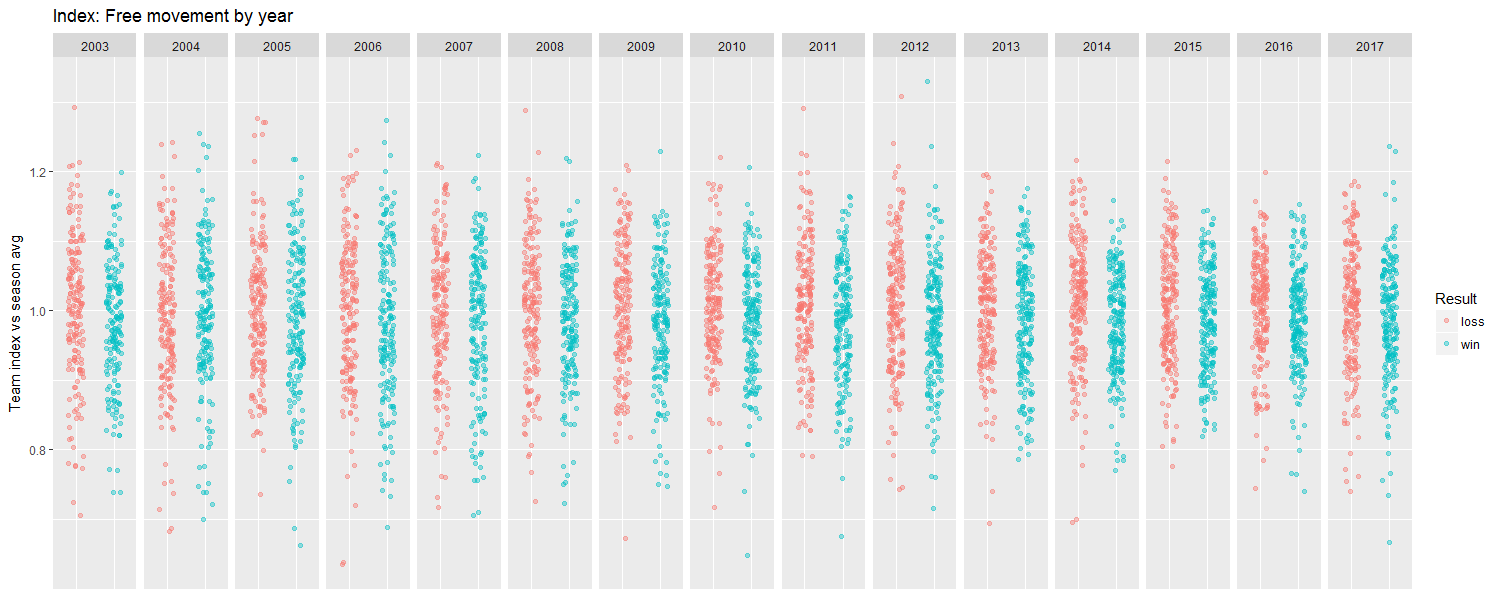 Index: Free movement by year
2003 2004 2005 2006 2007 2008 2009 2010 2011 2012 2013 2014 2015 2016 2017
Team index vs season avg
1.2
1.0
0.8
Result
loss
win